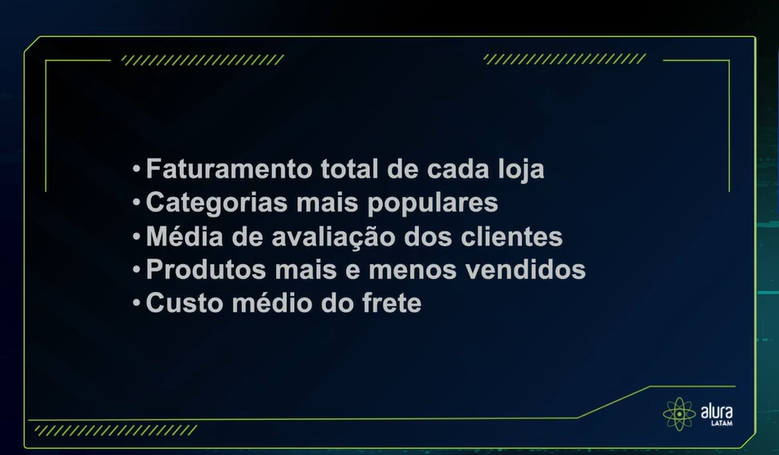 • Faturamento total de cada loja
• Categorias mais populares
• Média de avaliação dos clientes
• Produtos mais e menos vendidos
• Custo médio do frete
alura
LATAM